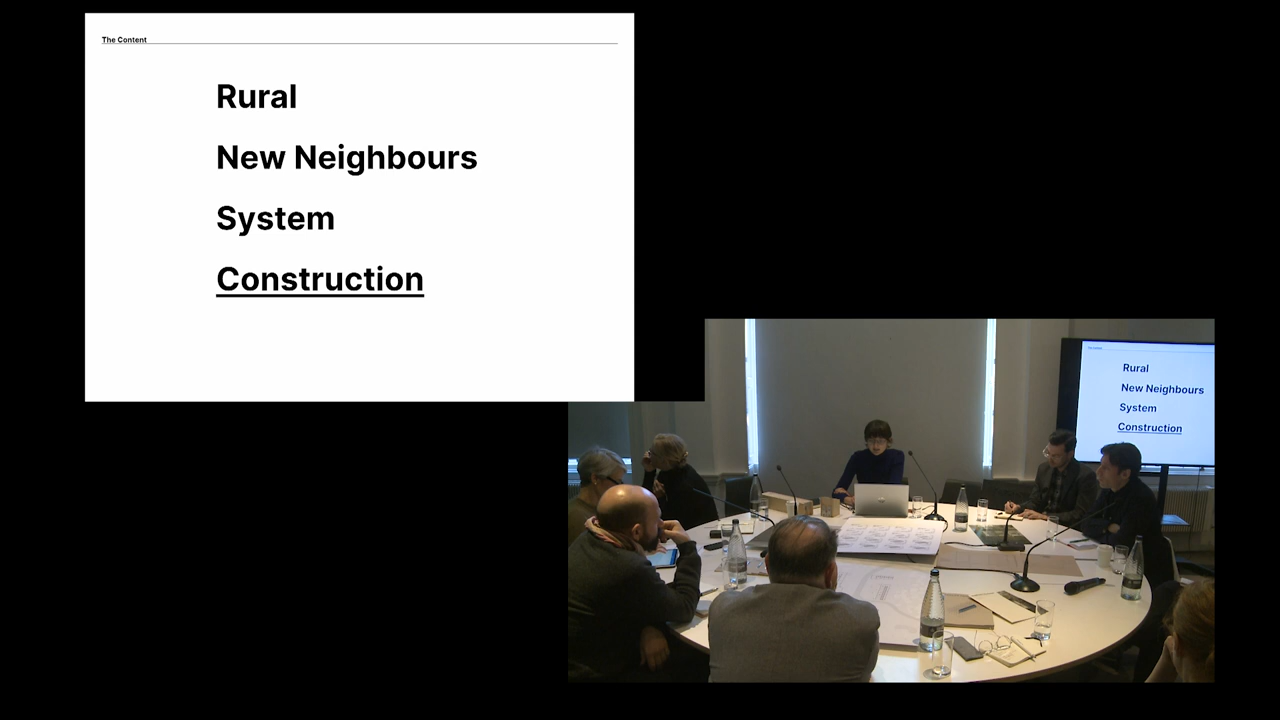 The Content
Rural
New Neighbours
System
Construction
Rural
New Neighbours
System
Construction